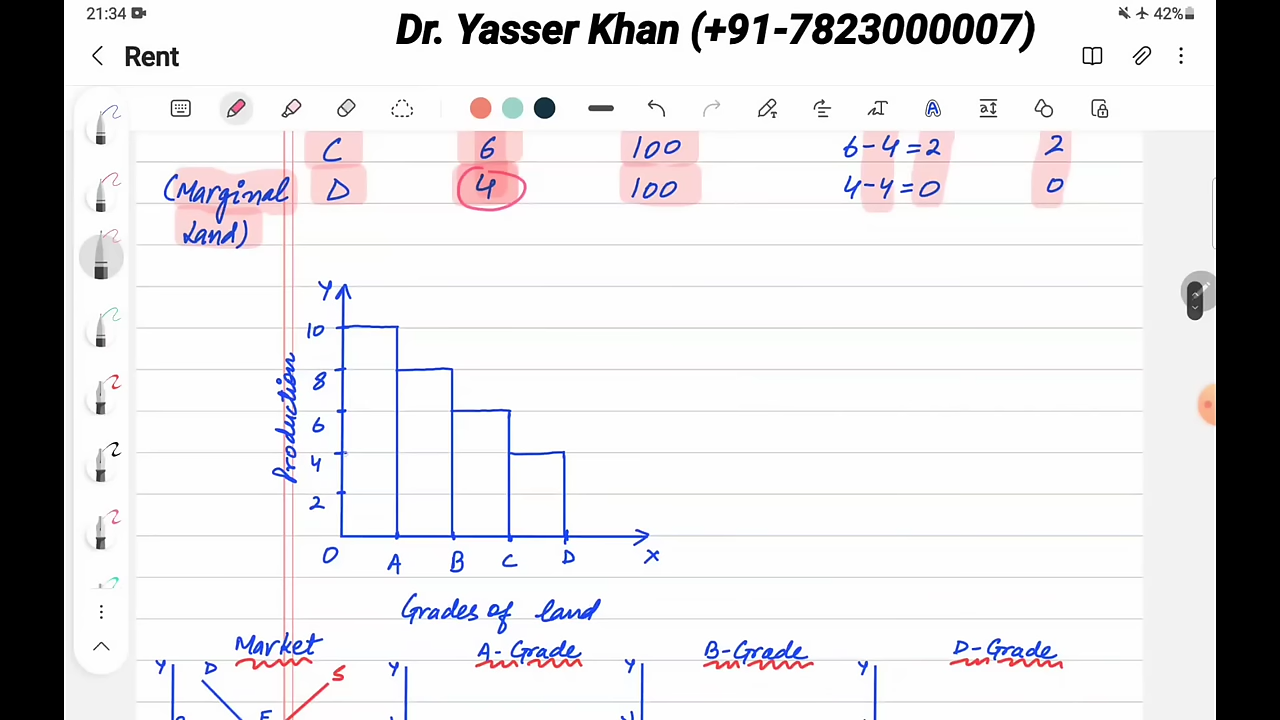 21:34 42%
Dr. Yasser Khan (+91-7823000007)
Rent
C 6 100 6-4=2 2
(Marginal D 4 100 4-4=0 0
Land)
Y
10
8
6
4
2
Production
O A B C D X
Grades of land
Market A-Grade B-Grade D-Grade
Y D S Y Y Y
E